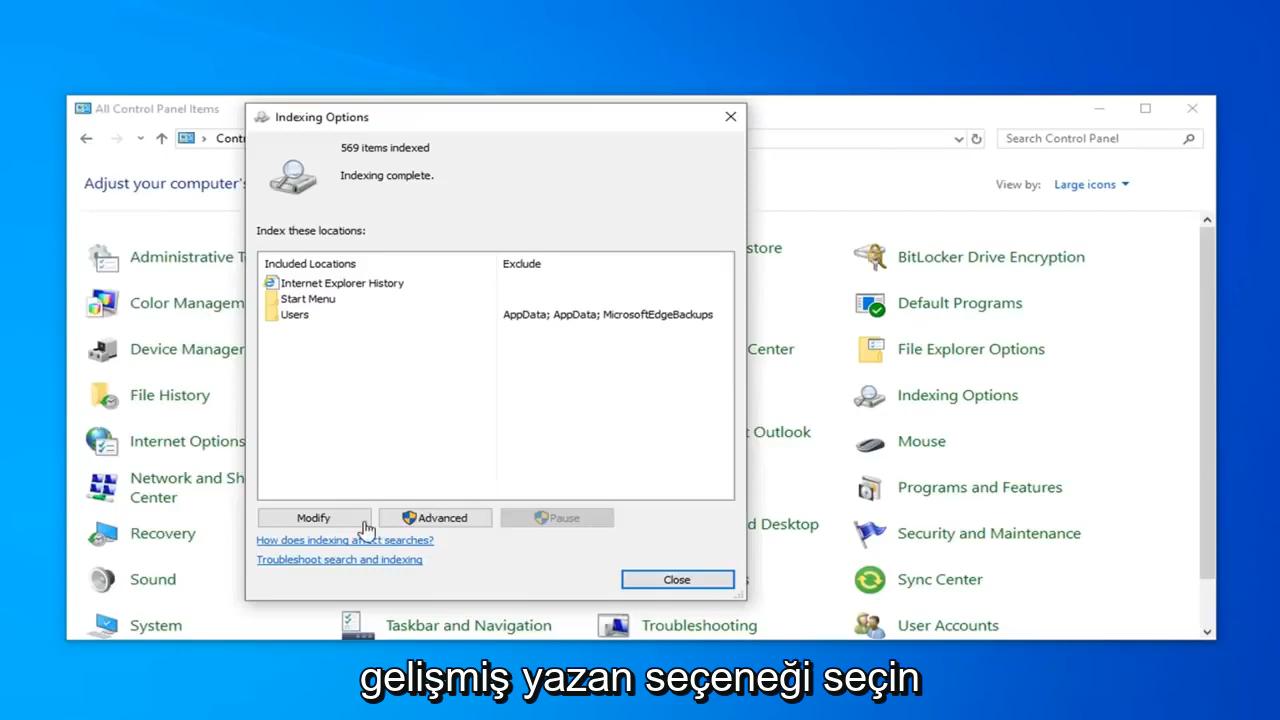 All Control Panel Items
Indexing Options
Contr
Search Control Panel
569 items indexed
Indexing complete.
Adjust your computer's
View by: Large icons
Index these locations:
Included Locations
Exclude
Internet Explorer History
Start Menu
Users
AppData; AppData; MicrosoftEdgeBackups
Modify
Advanced
Pause
How does indexing affect searches?
Troubleshoot search and indexing
Close
Administrative T
Color Managem
Device Manager
File History
Internet Options
Network and Sh
Center
Recovery
Sound
System
Taskbar and Navigation
store
Center
Outlook
d Desktop
Troubleshooting
BitLocker Drive Encryption
Default Programs
File Explorer Options
Indexing Options
Mouse
Programs and Features
Security and Maintenance
Sync Center
User Accounts
gelişmiş yazan seçeneği seçin